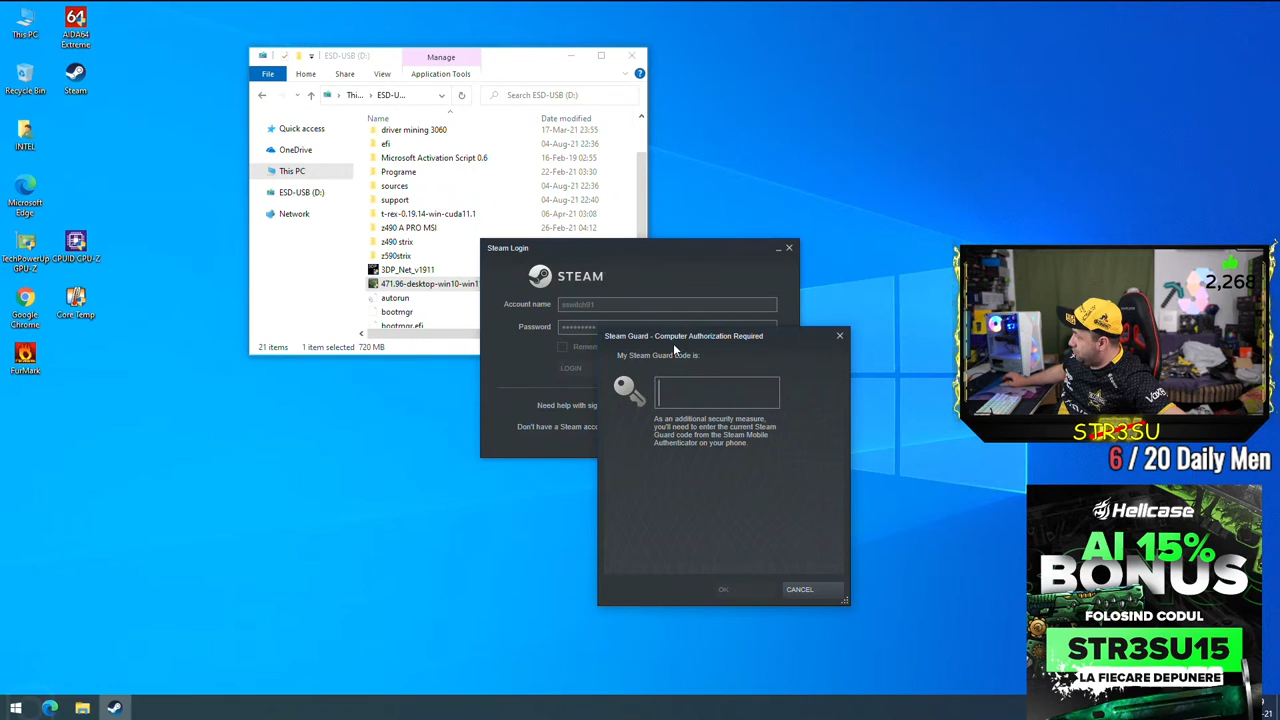 This PC
AIDA64
Extreme
Recycle Bin
Steam
INTEL
Microsoft
Edge
TechPowerUp
GPU-Z
CPUID CPU-Z
Google
Chrome
Core Temp
FurMark
ESD-USB (D:)
Manage
File
Home
Share
View
Application Tools
Thi...
ESD-U...
Search ESD-USB (D:)
Name
Date modified
Quick access
OneDrive
This PC
ESD-USB (D:)
Network
driver mining 3060
17-Mar-21 23:55
efi
04-Aug-21 22:36
Microsoft Activation Script 0.6
16-Feb-19 02:55
Programe
22-Feb-21 03:30
sources
04-Aug-21 22:36
support
04-Aug-21 22:40
t-rex-0.19.14-win-cuda11.1
06-Apr-21 03:08
z490 A PRO MSI
26-Feb-21 04:12
z490 strix
z590strix
3DP_Net_v1911
471.96-desktop-win10-win1
autorun
bootmgr
bootmgr.efi
21 items
1 item selected 720 MB
Steam Login
STEAM
Account name
Password
*********
Remem
LOGIN
Need help with sig
Don't have a Steam acco
Steam Guard - Computer Authorization Required
My Steam Guard code is:
As an additional security measure,
you'll need to enter the current Steam
Guard code from the Steam Mobile
Authenticator on your phone.
OK
CANCEL
2,268
STR3SU
6 / 20 Daily Men
Hellcase
AI 15%
BONUS
FOLOSIND CODUL
STR3SU15
LA FIECARE DEPUNERE
-21